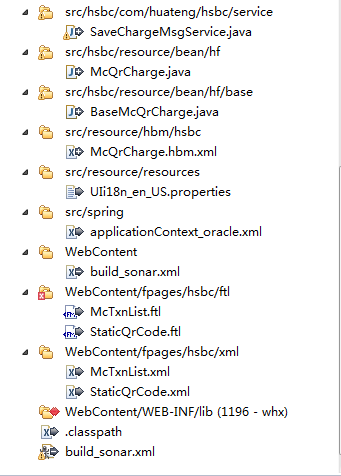 src/hsbc/com/huateng/hsbc/service
SaveChargeMsgService.java
src/hsbc/resource/bean/hf
McQrCharge.java
src/hsbc/resource/bean/hf/base
BaseMcQrCharge.java
src/resource/hbm/hsbc
McQrCharge.hbm.xml
src/resource/resources
UIi18n_en_US.properties
src/spring
applicationContext_oracle.xml
WebContent
build_sonar.xml
WebContent/fpages/hsbc/ftl
McTxnList.ftl
StaticQrCode.ftl
WebContent/fpages/hsbc/xml
McTxnList.xml
StaticQrCode.xml
WebContent/WEB-INF/lib (1196 - whx)
.classpath
build_sonar.xml